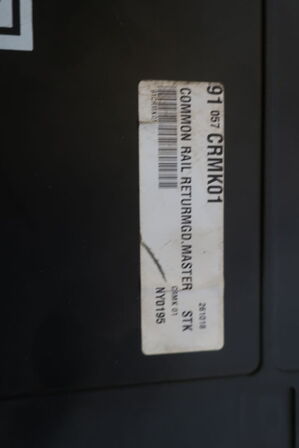 91 057 CRMK01
COMMON RAIL RETURMGD.MASTER STK
261018
CRMK 01
NY0195